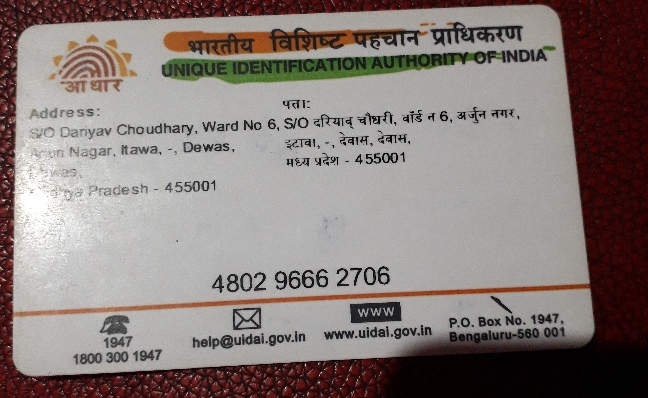 भारतीय विशिष्ट पहचान प्राधिकरण
UNIQUE IDENTIFICATION AUTHORITY OF INDIA
आधार
Address:
S/O Dariyav Choudhary, Ward No 6,
Nagar, Itawa, -, Dewas,
Pradesh - 455001
पता:
S/O दरियाव् चौधरी, वॉर्ड न 6, अर्जुन नगर,
इटावा, -, देवास, देवास,
मध्य प्रदेश - 455001
4802 9666 2706
1947
1800 300 1947
help@uidai.gov.in
WWW
www.uidai.gov.in
P.O. Box No. 1947,
Bengaluru-560 001